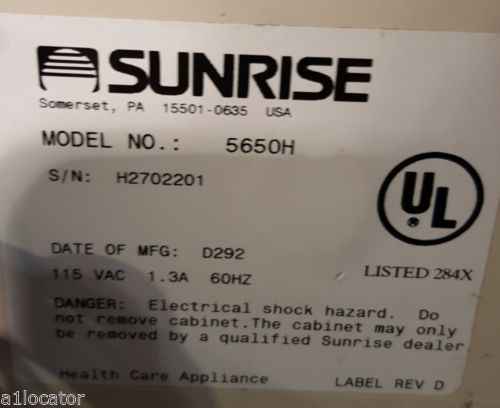 SUNRISE
Somerset, PA 15501-0635 USA
MODEL NO.: 5650H
S/N: H2702201
UL
®
DATE OF MFG: D292
115 VAC 1.3A 60HZ
LISTED 284X
DANGER: Electrical shock hazard. Do
not remove cabinet.The cabinet may only
be removed by a qualified Sunrise dealer
Health Care Appliance
LABEL REV D
a1locator